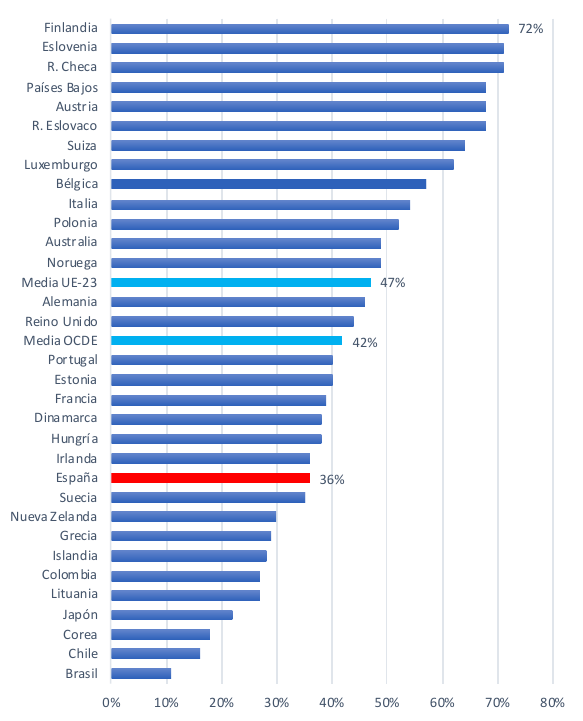 Finlandia 72%
Eslovenia
R. Checa
Países Bajos
Austria
R. Eslovaco
Suiza
Luxemburgo
Bélgica
Italia
Polonia
Australia
Noruega
Media UE-23 47%
Alemania
Reino Unido
Media OCDE 42%
Portugal
Estonia
Francia
Dinamarca
Hungría
Irlanda
España 36%
Suecia
Nueva Zelanda
Grecia
Islandia
Colombia
Lituania
Japón
Corea
Chile
Brasil
0% 10% 20% 30% 40% 50% 60% 70% 80%